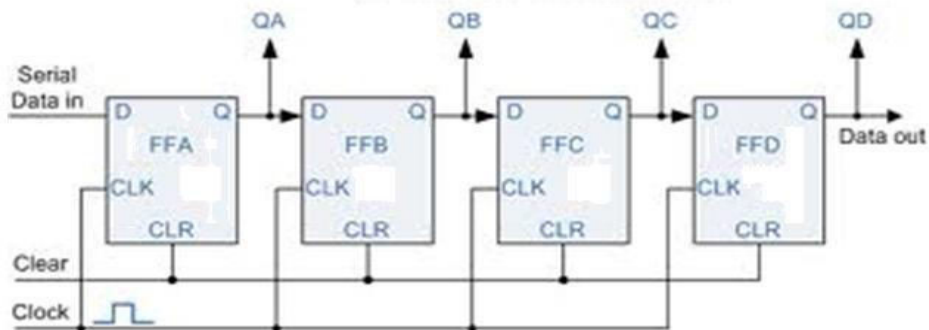 QA QB QC QD
Serial
Data in
D Q D Q D Q D Q
Data out
FFA FFB FFC FFD
CLK CLK CLK CLK
CLR CLR CLR CLR
Clear
Clock